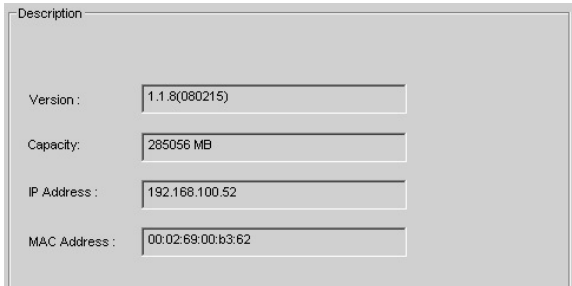 Description
Version : 1.1.8(080215)
Capacity: 285056 MB
IP Address : 192.168.100.52
MAC Address : 00:02:69:00:b3:62